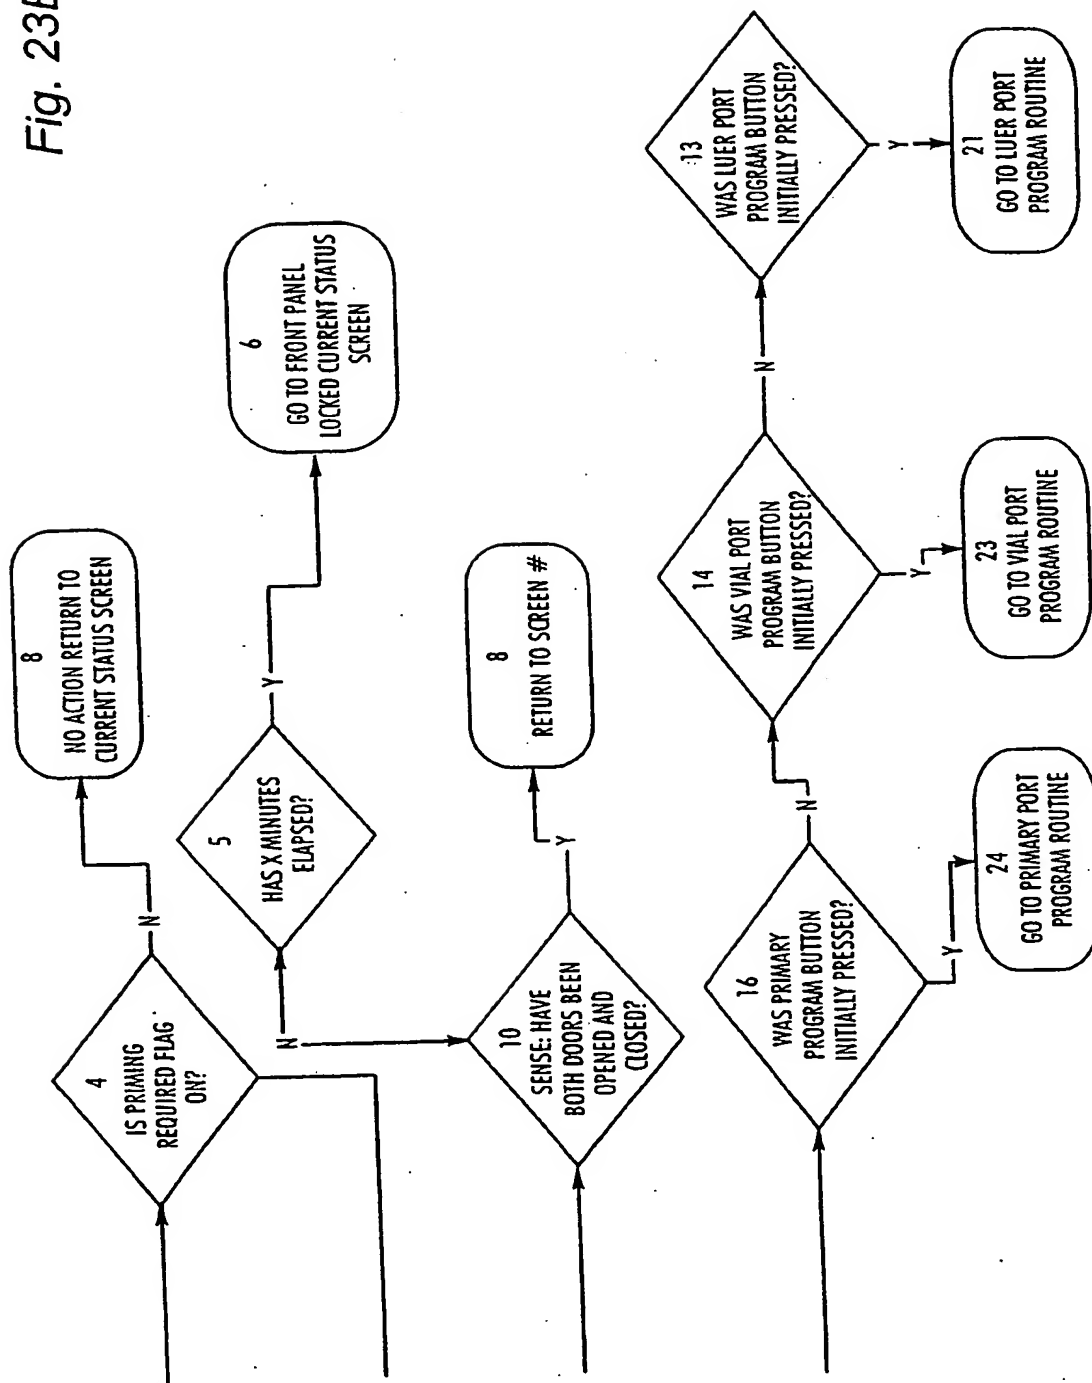 Fig. 23B
4
IS PRIMING
REQUIRED FLAG
ON?
N
8
NO ACTION RETURN TO
CURRENT STATUS SCREEN
5
HAS X MINUTES
ELAPSED?
Y
6
GO TO FRONT PANEL
LOCKED CURRENT STATUS
SCREEN
N
10
SENSE: HAVE
BOTH DOORS BEEN
OPENED AND
CLOSED?
Y
8
RETURN TO SCREEN #
16
WAS PRIMARY
PROGRAM BUTTON
INITIALLY PRESSED?
N
Y
24
GO TO PRIMARY PORT
PROGRAM ROUTINE
14
WAS VIAL PORT
PROGRAM BUTTON
INITIALLY PRESSED?
N
Y
23
GO TO VIAL PORT
PROGRAM ROUTINE
13
WAS LUER PORT
PROGRAM BUTTON
INITIALLY PRESSED?
Y
21
GO TO LUER PORT
PROGRAM ROUTINE